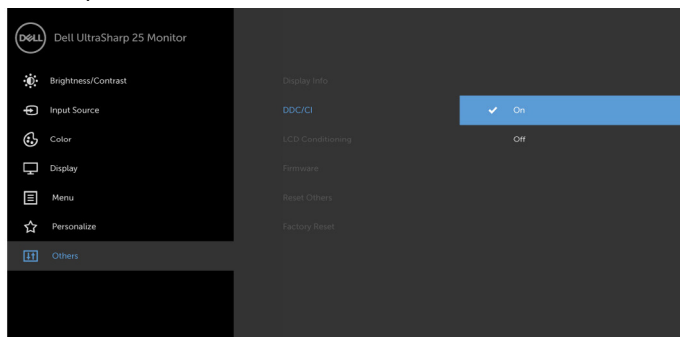 DELL Dell UltraSharp 25 Monitor
Brightness/Contrast
Display Info
Input Source
DDC/CI
On
Color
LCD Conditioning
Off
Display
Firmware
Menu
Reset Others
Personalize
Factory Reset
Others